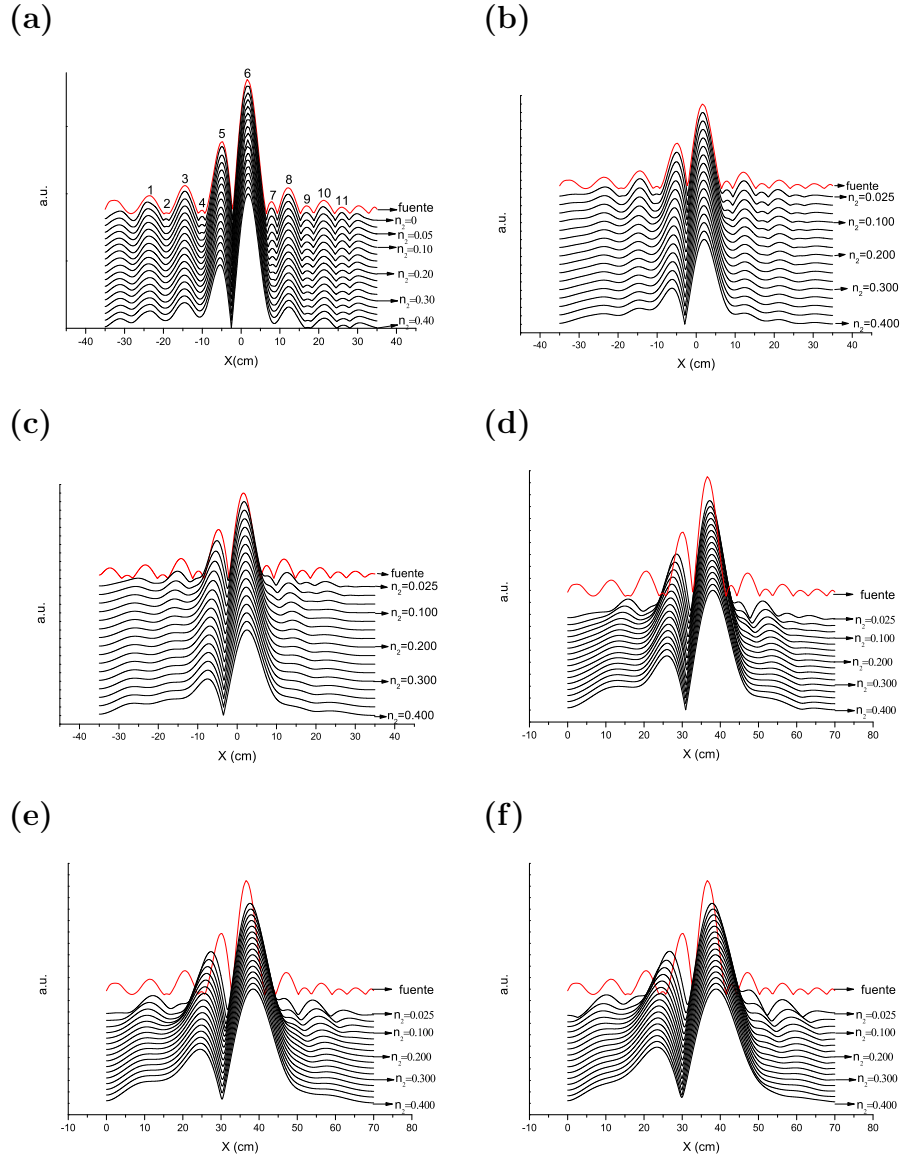 (a)
6
5
3
1
2
4
8
7
9
10
11
a.u.
fuente
n2=0
n2=0.05
n2=0.10
n2=0.20
n2=0.30
n2=0.40
-40 -30 -20 -10 0 10 20 30 40
X(cm)
(b)
a.u.
fuente
n2=0.025
n2=0.100
n2=0.200
n2=0.300
n2=0.400
-40 -30 -20 -10 0 10 20 30 40
X (cm)
(c)
a.u.
fuente
n2=0.025
n2=0.100
n2=0.200
n2=0.300
n2=0.400
-40 -30 -20 -10 0 10 20 30 40
X (cm)
(d)
a.u.
fuente
n2=0.025
n2=0.100
n2=0.200
n2=0.300
n2=0.400
-10 0 10 20 30 40 50 60 70 80
X (cm)
(e)
a.u.
fuente
n2=0.025
n2=0.100
n2=0.200
n2=0.300
n2=0.400
-10 0 10 20 30 40 50 60 70 80
X (cm)
(f)
a.u.
fuente
n2=0.025
n2=0.100
n2=0.200
n2=0.300
n2=0.400
-10 0 10 20 30 40 50 60 70 80
X (cm)